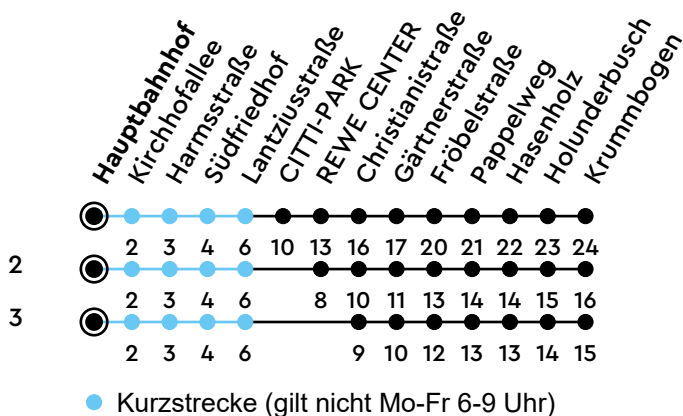 Hauptbahnhof
Kirchhofallee
Harmsstraße
Südfriedhof
Lantziusstraße
CITTI-PARK
REWE CENTER
Christianistraße
Gärtnerstraße
Fröbelstraße
Pappelweg
Hasenholz
Holunderbusch
Krummbogen
2 3 4 6 10 13 16 17 20 21 22 23 24
2
2 3 4 6 8 10 11 13 14 14 15 16
3
2 3 4 6 9 10 12 13 13 14 15
Kurzstrecke (gilt nicht Mo-Fr 6-9 Uhr)